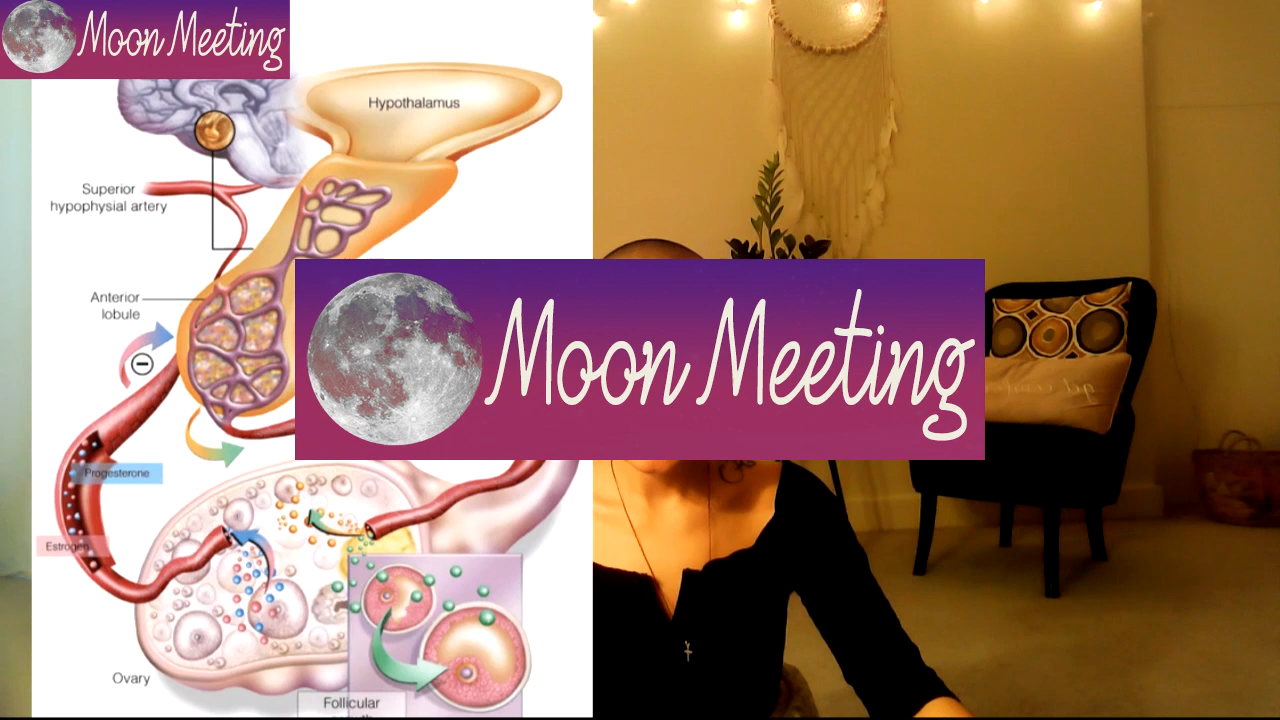 Moon Meeting
Hypothalamus
Superior
hypophysial artery
Anterior
lobule
Moon Meeting
Progesterone
Estrogen
Ovary
Follicular